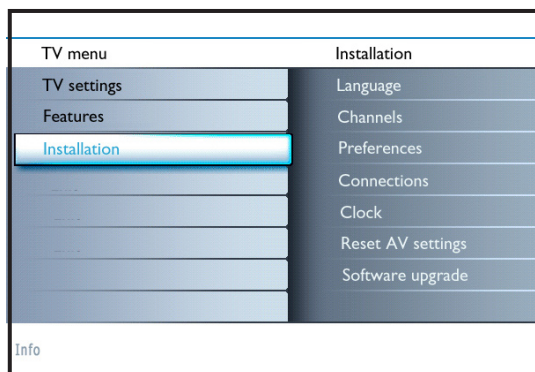 TV menu
Installation
TV settings
Language
Features
Channels
Installation
Preferences
Connections
Clock
Reset AV settings
Software upgrade
Info